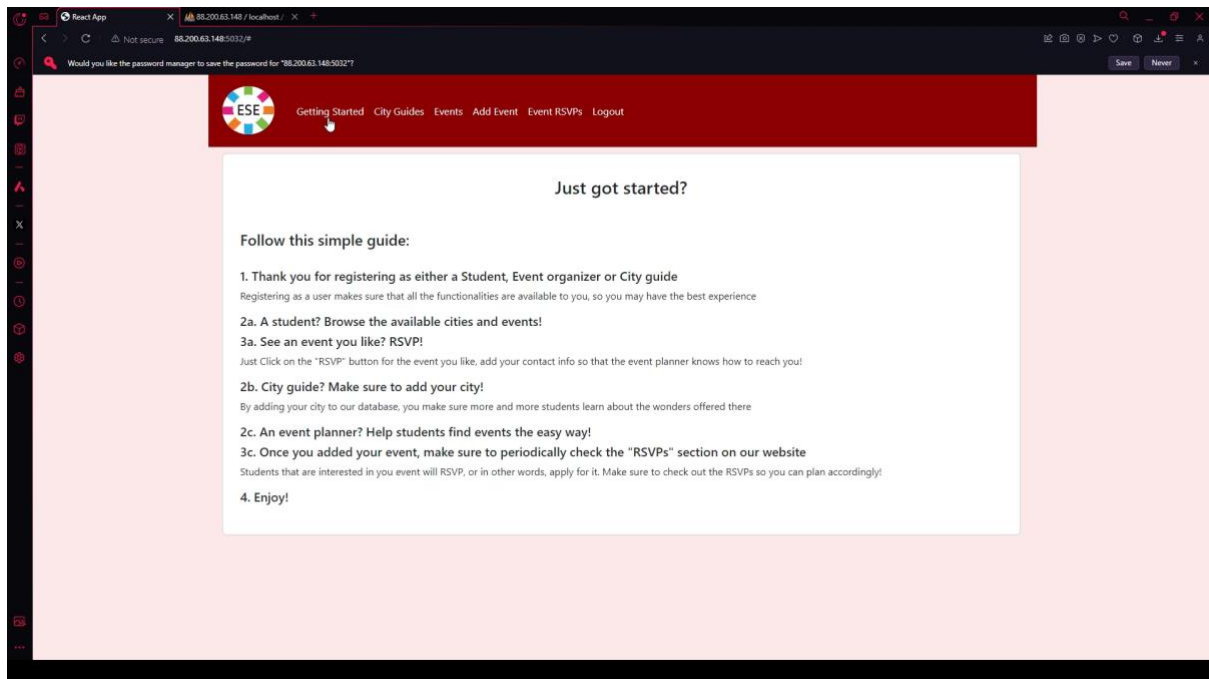 React App
88.200.63.148 / localhost /
Not secure 88.200.63.148:5032/#
Would you like the password manager to save the password for "88.200.63.148:5032"?
Save Never
ESE
Getting Started City Guides Events Add Event Event RSVPs Logout
Just got started?
Follow this simple guide:
1. Thank you for registering as either a Student, Event organizer or City guide
Registering as a user makes sure that all the functionalities are available to you, so you may have the best experience
2a. A student? Browse the available cities and events!
3a. See an event you like? RSVP!
Just Click on the "RSVP" button for the event you like, add your contact info so that the event planner knows how to reach you!
2b. City guide? Make sure to add your city!
By adding your city to our database, you make sure more and more students learn about the wonders offered there
2c. An event planner? Help students find events the easy way!
3c. Once you added your event, make sure to periodically check the "RSVPs" section on our website
Students that are interested in you event will RSVP, or in other words, apply for it. Make sure to check out the RSVPs so you can plan accordingly!
4. Enjoy!